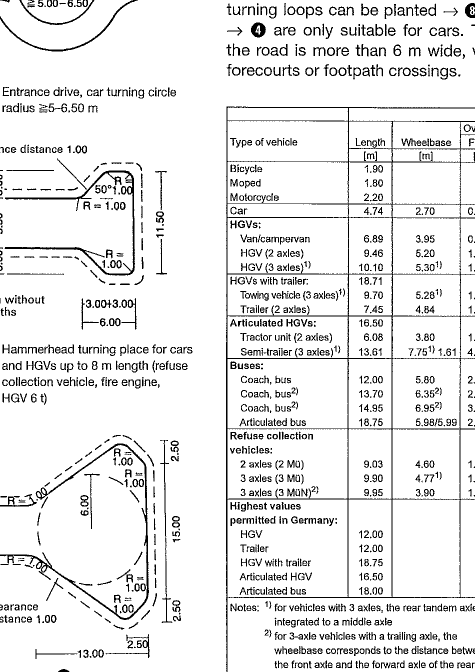 ≧5.00–6.50
Entrance drive, car turning circle
radius ≧5–6.50 m
distance 1.00
R =
50° 1.00
R = 1.00
R =
1.00
11.50
without
3.00 3.00
6.00
Hammerhead turning place for cars
and HGVs up to 8 m length (refuse
collection vehicle, fire engine,
HGV 6 t)
2.50
R =
1.00
R =
1.00
R = 1.00
6.00
15.00
R = 1.00
R =
1.00
R =
1.00
2.50
2.50
13.00
turning loops can be planted → 8
→ 4 are only suitable for cars.
the road is more than 6 m wide,
forecourts or footpath crossings.
Type of vehicle Length Wheelbase
[m] [m]
Bicycle 1.90
Moped 1.80
Motorcycle 2.20
Car 4.74 2.70
HGVs:
Van/campervan 6.89 3.95
HGV (2 axles) 9.46 5.20
HGV (3 axles)1) 10.10 5.301)
HGVs with trailer: 18.71
Towing vehicle (3 axles)1) 9.70 5.281)
Trailer (2 axles) 7.45 4.84
Articulated HGVs: 16.50
Tractor unit (2 axles) 6.08 3.80
Semi-trailer (3 axles)1) 13.61 7.751) 1.61
Buses:
Coach, bus 12.00 5.80
Coach, bus2) 13.70 6.352)
Coach, bus2) 14.95 6.952)
Articulated bus 18.75 5.98/5.99
Refuse collection
vehicles:
2 axles (2 Mü) 9.03 4.60
3 axles (3 Mü) 9.90 4.771)
3 axles (3 MüN)2) 9.95 3.90
Highest values
permitted in Germany:
HGV 12.00
Trailer 12.00
HGV with trailer 18.75
Articulated HGV 16.50
Articulated bus 18.00
Notes: 1) for vehicles with 3 axles, the rear tandem axle
integrated to a middle axle
2) for 3-axle vehicles with a trailing axle, the
wheelbase corresponds to the distance
the front axle and the forward axle of the rear